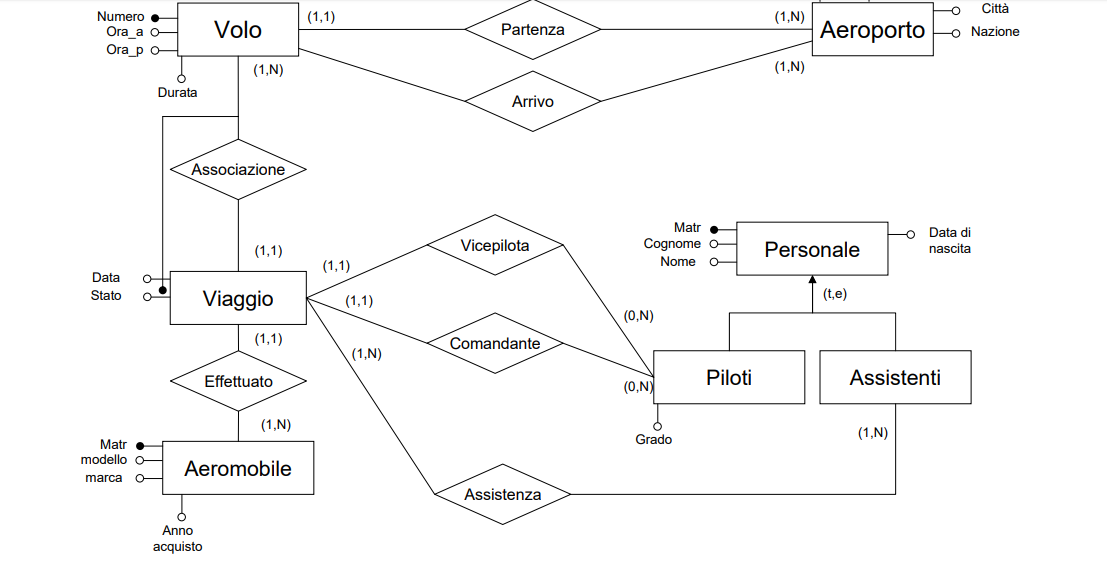 Numero
Ora_a
Ora_p
Durata
Volo
(1,1)
(1,N)
Partenza
(1,N)
Aeroporto
Città
Nazione
Arrivo
(1,N)
Associazione
(1,1)
Data
Stato
Viaggio
(1,1)
(1,1)
(1,N)
(1,1)
Vicepilota
(0,N)
Comandante
(0,N)
Matr
Cognome
Nome
Personale
Data di
nascita
(t,e)
Piloti
Assistenti
Grado
(1,N)
Effettuato
(1,N)
Matr
modello
marca
Aeromobile
Anno
acquisto
Assistenza